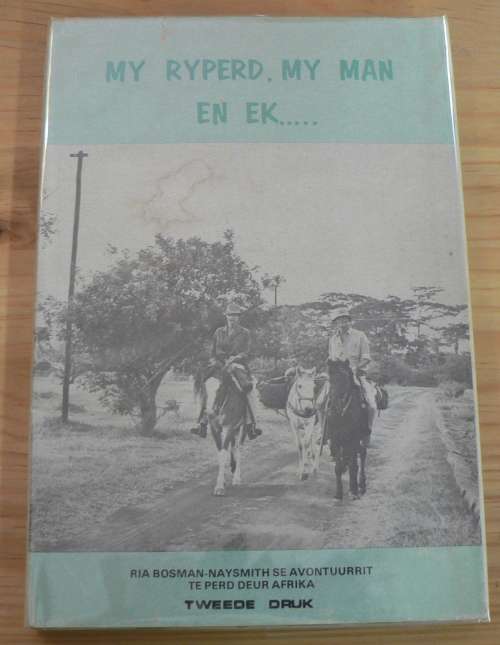 MY RYPERD, MY MAN
EN EK.....
RIA BOSMAN-NAYSMITH SE AVONTUURRIT
TE PERD DEUR AFRIKA
TWEEDE DRUK